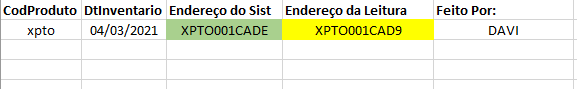 CodProduto DtInventario Endereço do Sist Endereço da Leitura Feito Por:
xpto 04/03/2021 XPTO001CADE XPTO001CAD9 DAVI